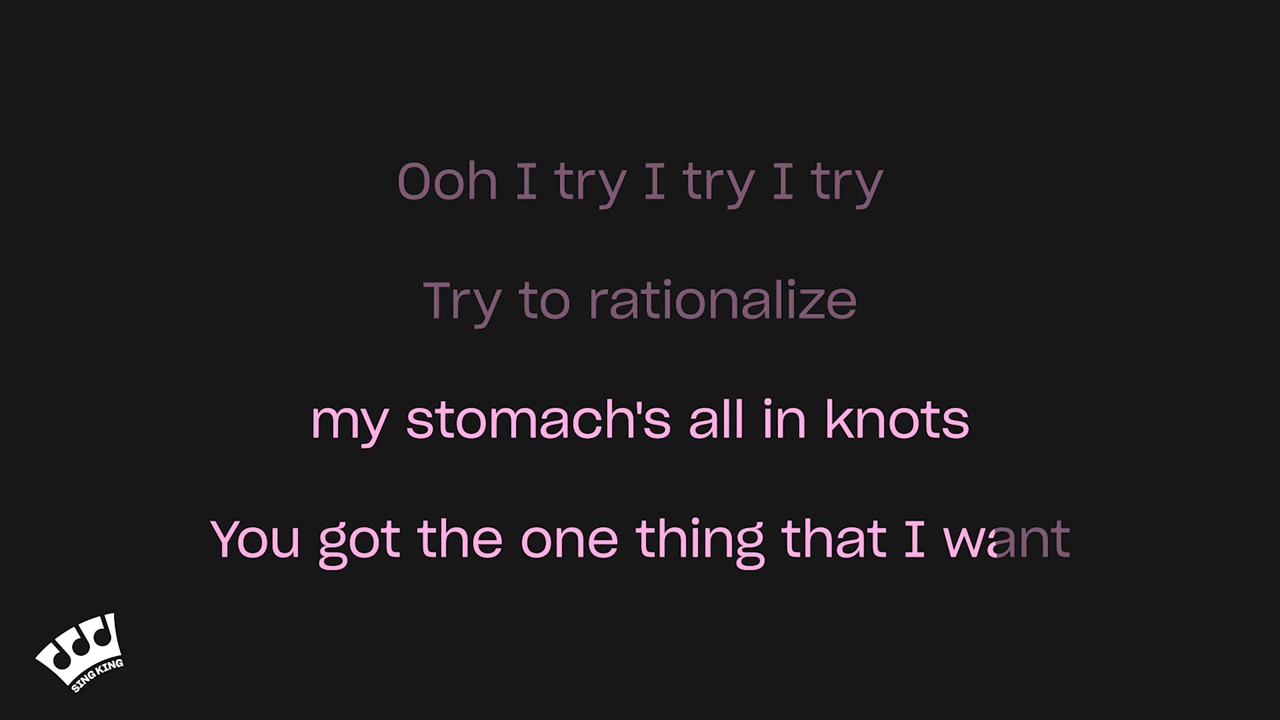 Ooh I try I try I try
Try to rationalize
my stomach's all in knots
You got the one thing that I want
SING KING